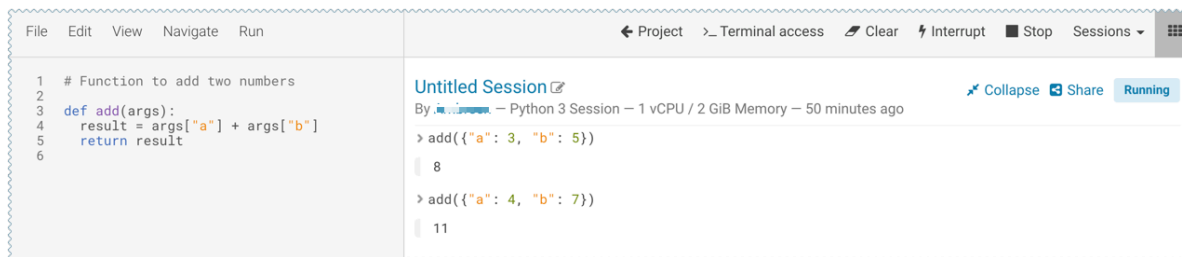 File Edit View Navigate Run
Project >_ Terminal access Clear Interrupt Stop Sessions
1 # Function to add two numbers
2
3 def add(args):
4 result = args["a"] + args["b"]
5 return result
6
Untitled Session
Collapse Share Running
By — Python 3 Session — 1 vCPU / 2 GiB Memory — 50 minutes ago
> add({"a": 3, "b": 5})
8
> add({"a": 4, "b": 7})
11